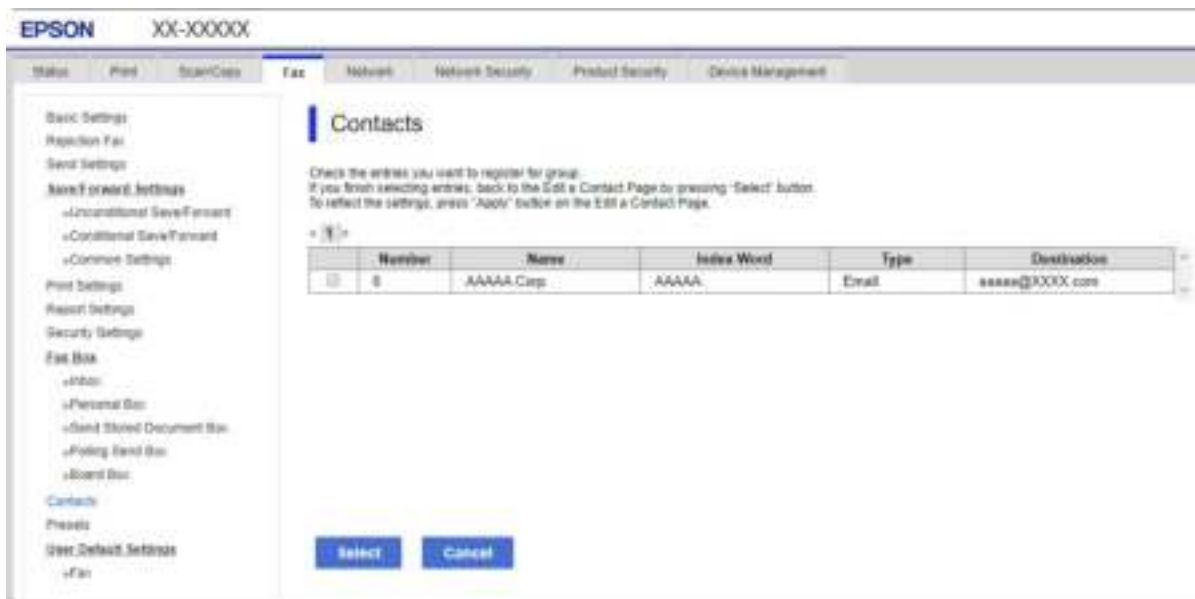 EPSON XX-XXXXX
Status Print Scan/Copy Fax Network Network Security Product Security Device Management
Basic Settings
Rejection Fax
Send Settings
Save/Forward Settings
»Unconditional Save/Forward
»Conditional Save/Forward
»Common Settings
Print Settings
Report Settings
Security Settings
Fax Box
»Inbox
»Personal Box
»Send Stored Document Box
»Polling Send Box
»Board Box
Contacts
Presets
User Default Settings
»Fax
Contacts
Check the entries you want to register for group.
If you finish selecting entries, back to the Edit a Contact Page by pressing "Select" button.
To reflect the settings, press "Apply" button on the Edit a Contact Page.
< 1 >
Number Name Index Word Type Destination
AAAAA Corp. AAAAA Email aaaaa@XXXX.com
Select Cancel